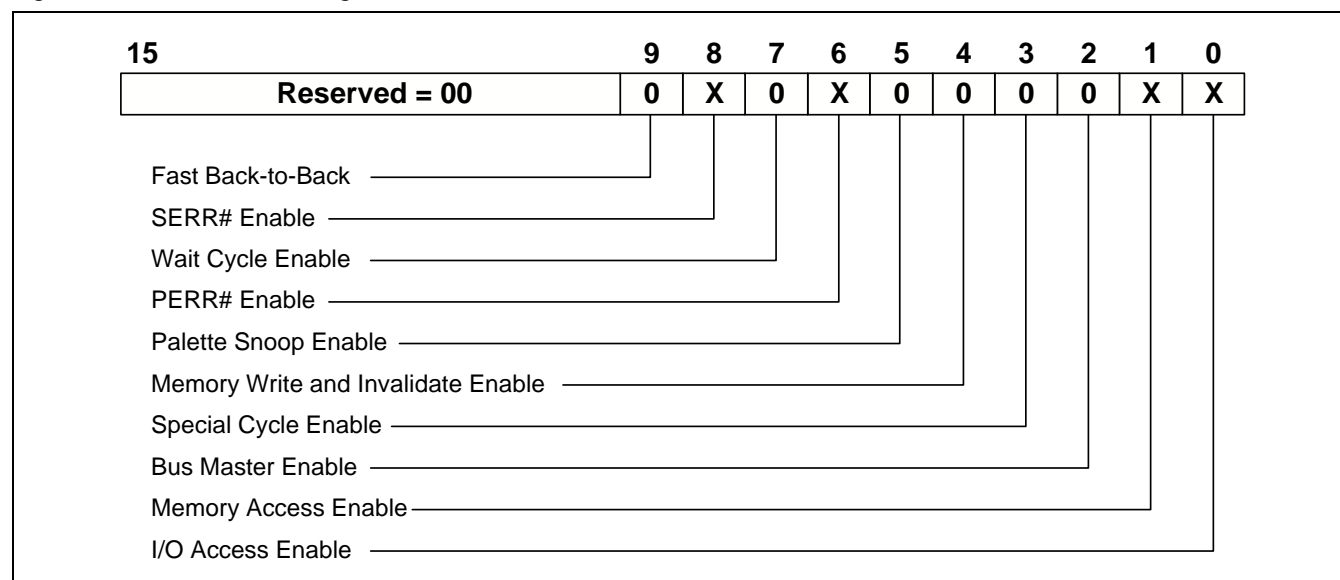 15 9 8 7 6 5 4 3 2 1 0
Reserved = 00 0 X 0 X 0 0 0 0 X X
Fast Back-to-Back
SERR# Enable
Wait Cycle Enable
PERR# Enable
Palette Snoop Enable
Memory Write and Invalidate Enable
Special Cycle Enable
Bus Master Enable
Memory Access Enable
I/O Access Enable